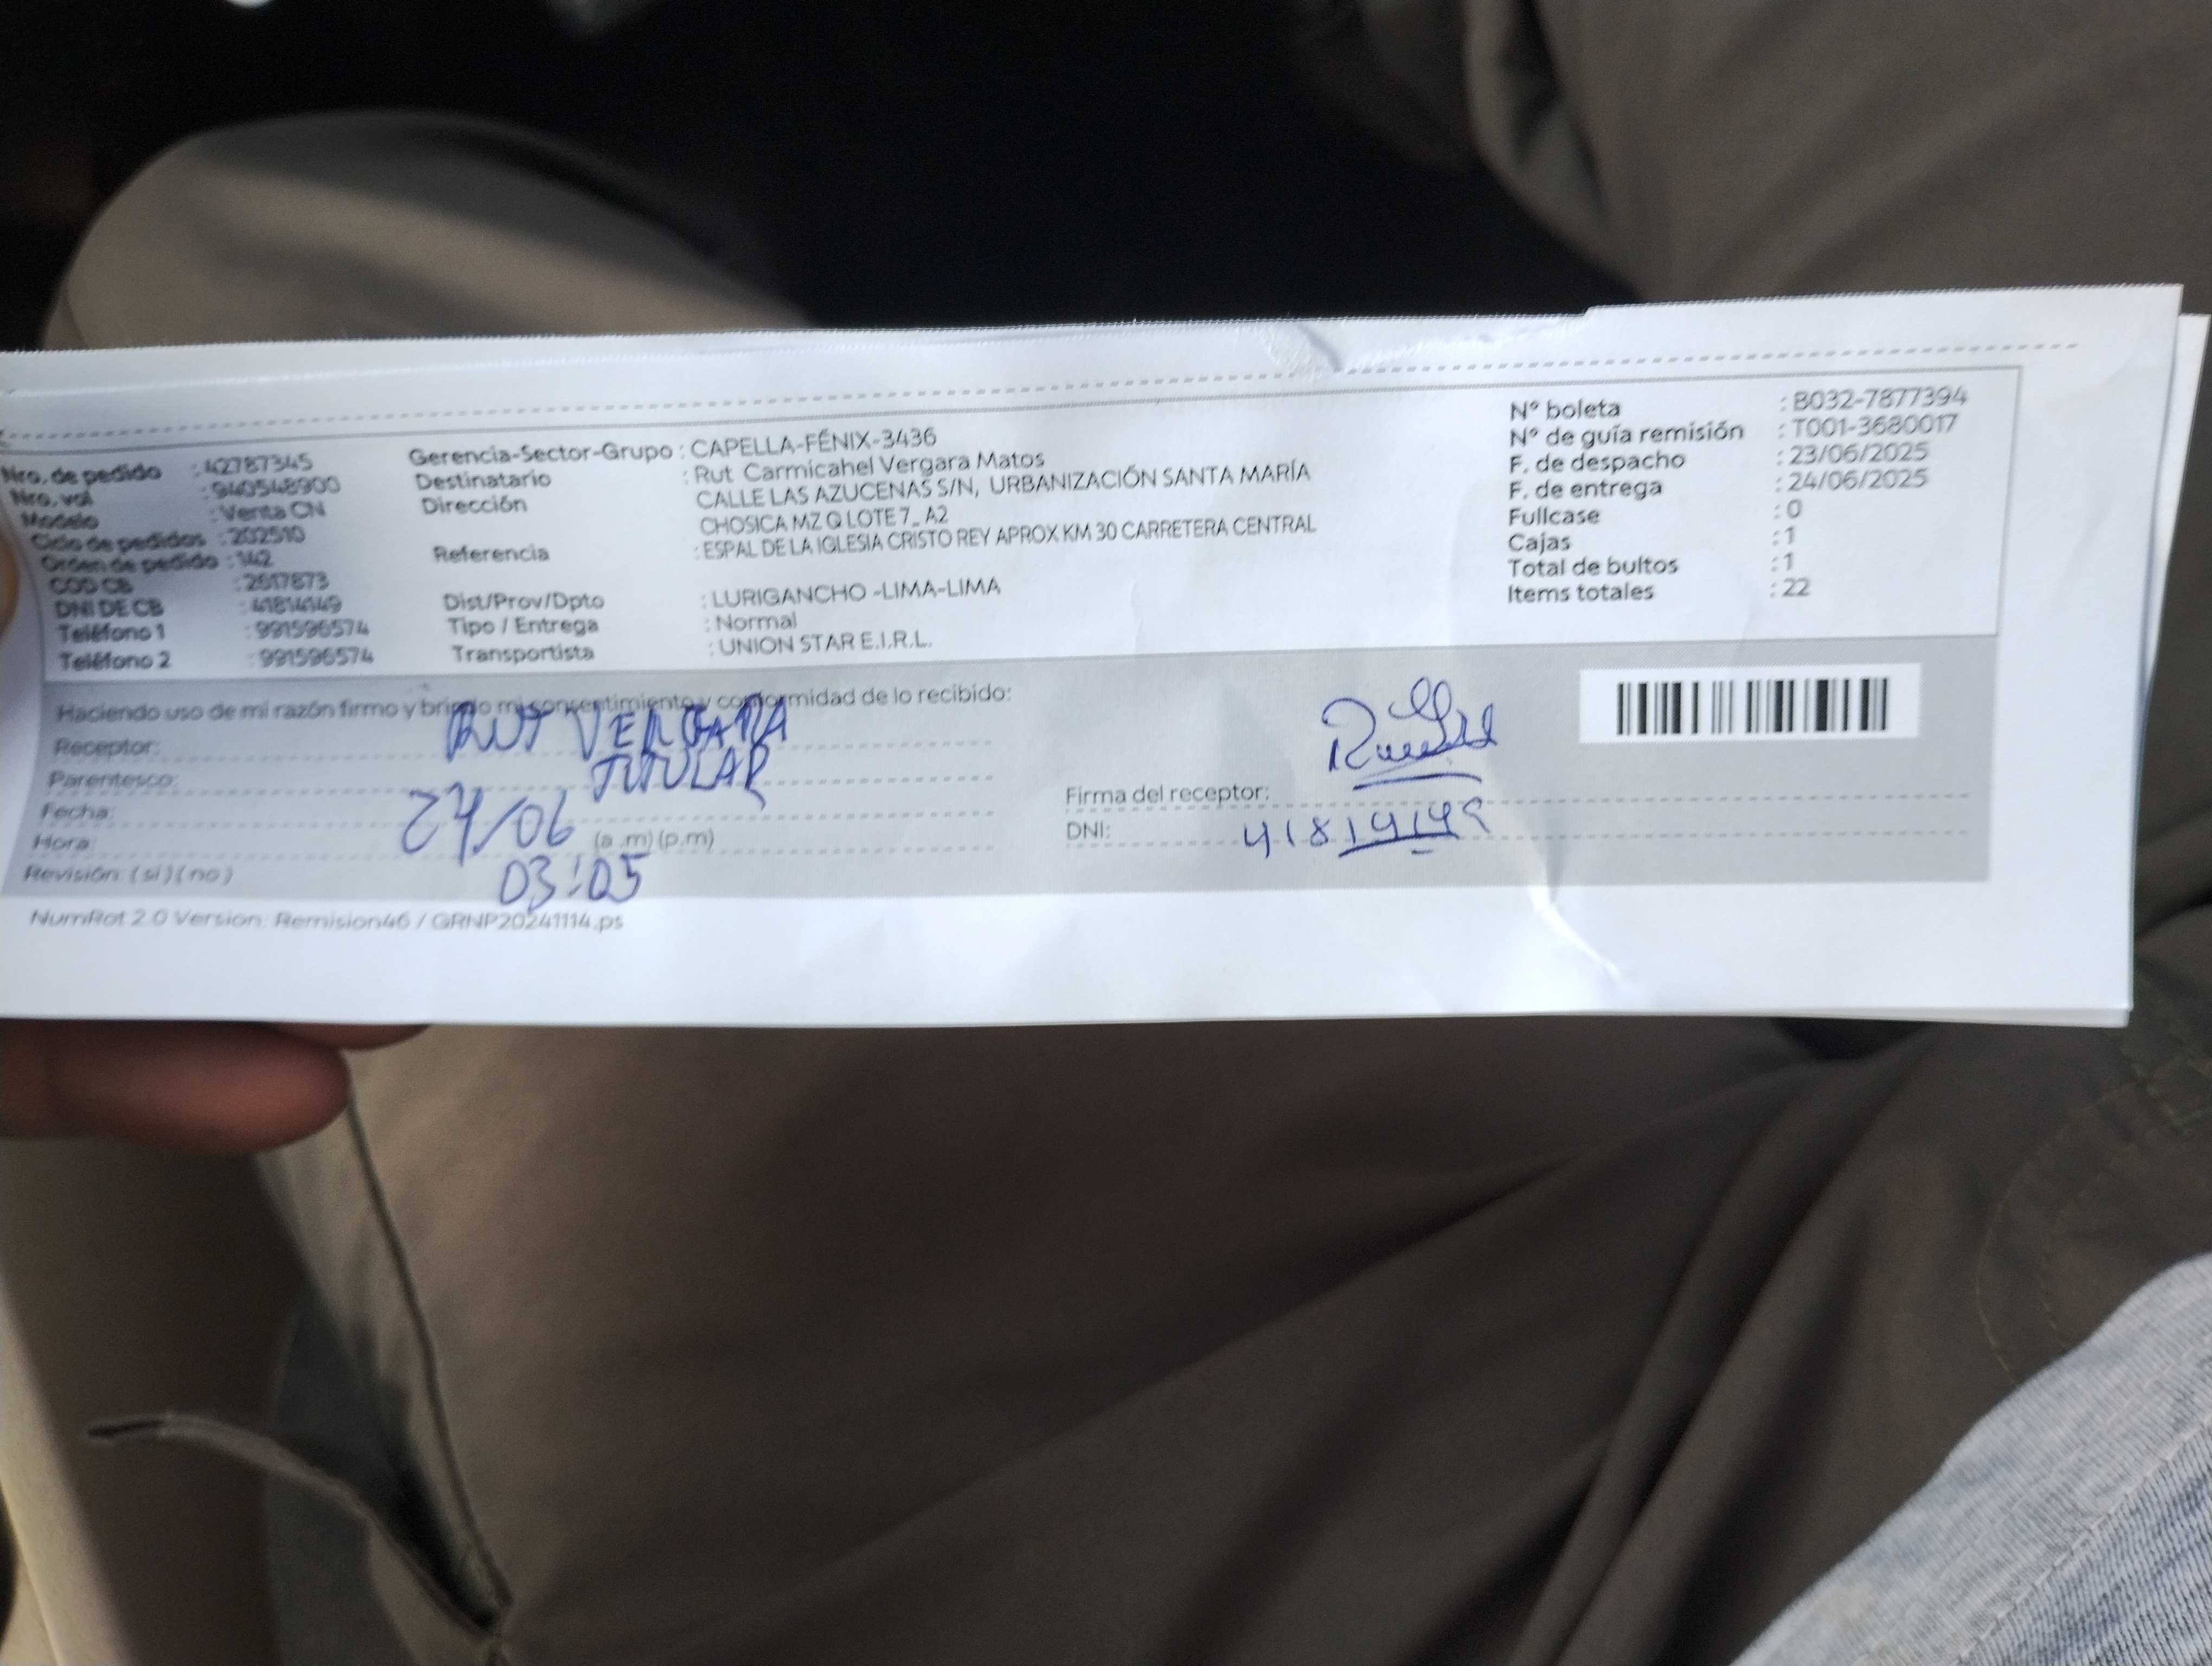 Nro. de pedido : 42787345
Nro. val : 940548900
Modelo : Venta CN
Ciclo de pedidos : 202510
Orden de pedido : 142
COD CB : 2617873
DNI DE CB : 41814149
Teléfono 1 : 991596574
Teléfono 2 : 991596574
Gerencia-Sector-Grupo : CAPELLA-FÉNIX-3436
Destinatario : Rut Carmicahel Vergara Matos
Dirección CALLE LAS AZUCENAS S/N, URBANIZACIÓN SANTA MARÍA
CHOSICA MZ Q LOTE 7_ A2
Referencia : ESPAL DE LA IGLESIA CRISTO REY APROX KM 30 CARRETERA CENTRAL
Dist/Prov/Dpto : LURIGANCHO -LIMA-LIMA
Tipo / Entrega : Normal
Transportista : UNION STAR E.I.R.L.
N° boleta : B032-7877394
N° de guía remisión : T001-3680017
F. de despacho : 23/06/2025
F. de entrega : 24/06/2025
Fullcase : 0
Cajas : 1
Total de bultos : 1
Items totales : 22
Haciendo uso de mi razón firmo y brindo mi consentimiento y conformidad de lo recibido:
Receptor: RUT VERGARA
Parentesco: TITULAR
Fecha: 24/06
Hora: (a .m) (p.m)
03:05
Revisión: ( si ) ( no )
Firma del receptor:
DNI: 41814149
NumRot 2.0 Version: Remision46 / GRNP20241114.ps